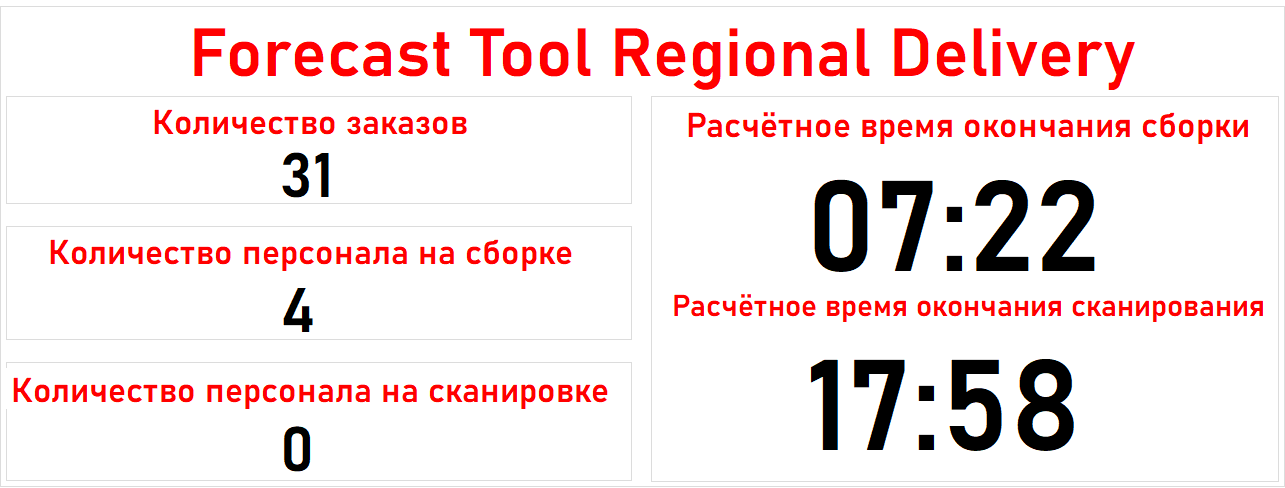 Forecast Tool Regional Delivery
Количество заказов
31
Количество персонала на сборке
4
Количество персонала на сканировке
0
Расчётное время окончания сборки
07:22
Расчётное время окончания сканирования
17:58